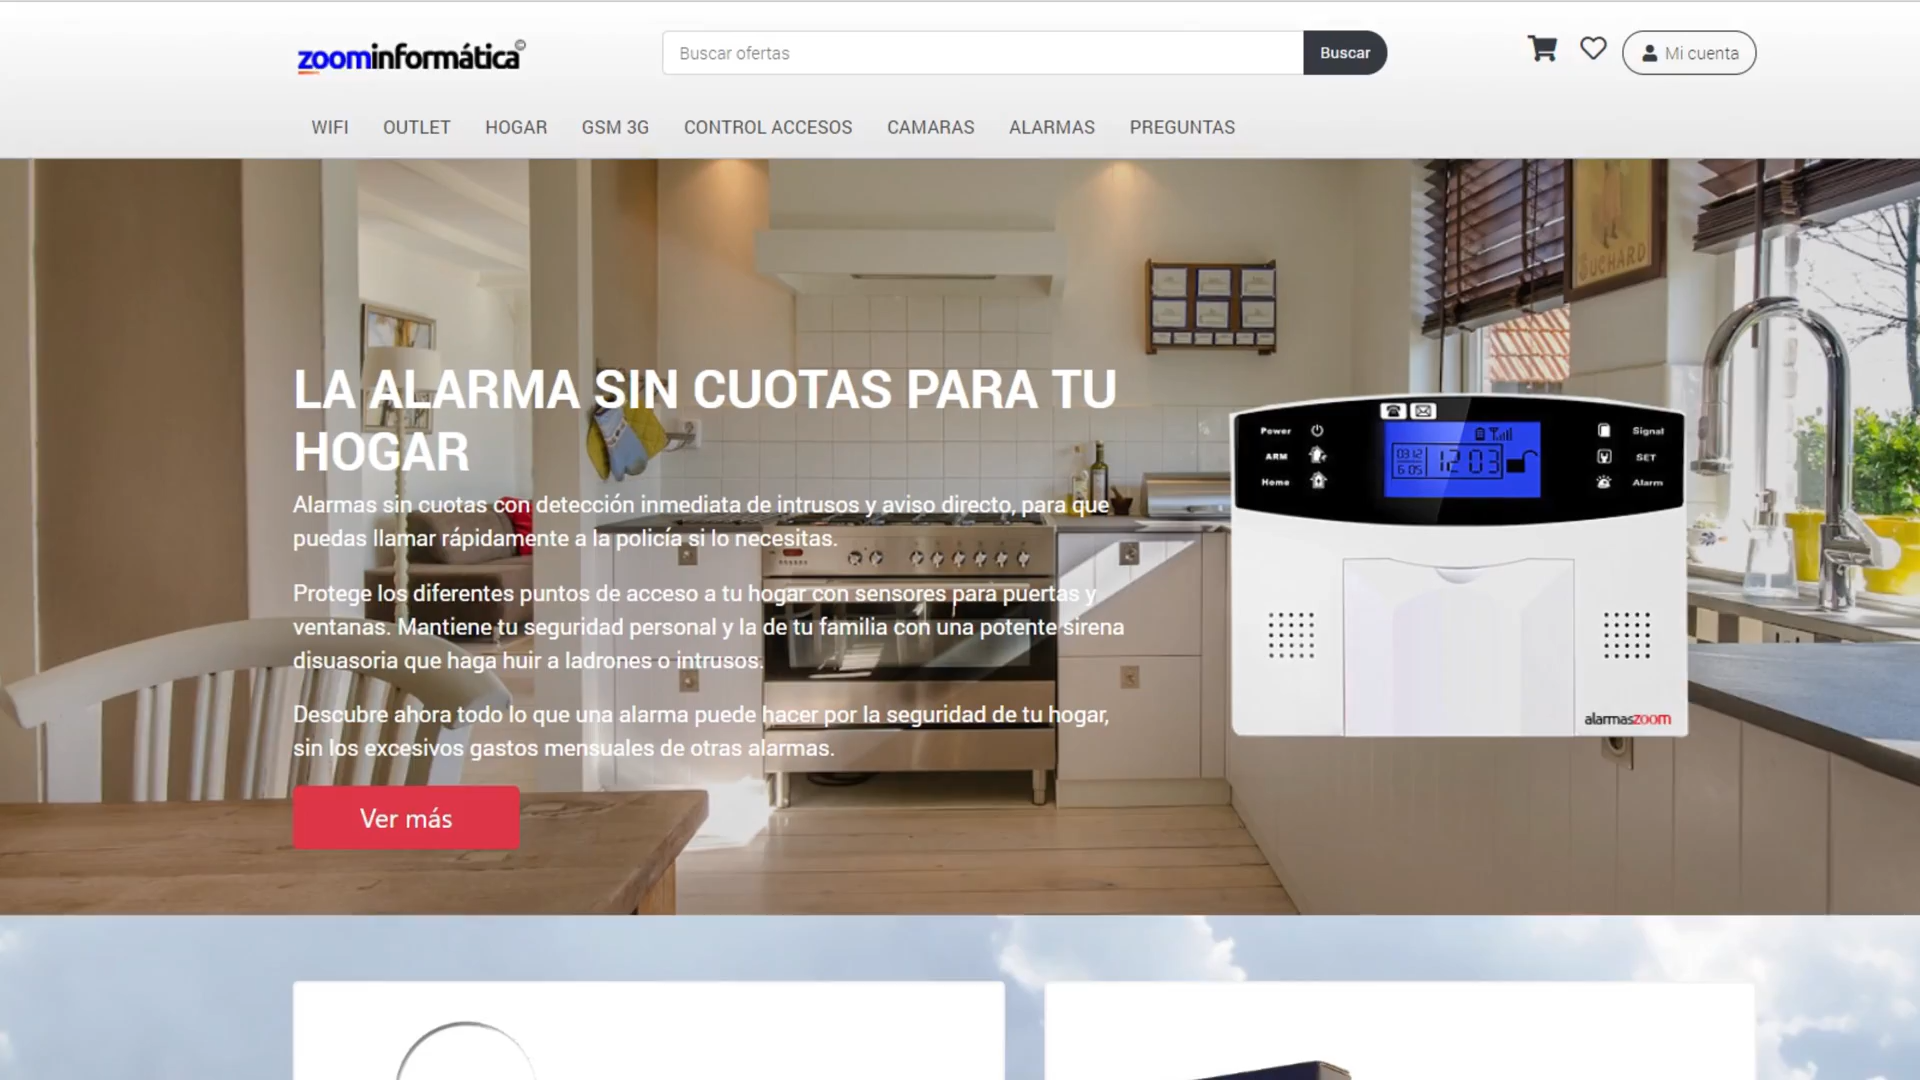 zoominformática©
Buscar ofertas
Buscar
Mi cuenta
WIFI OUTLET HOGAR GSM 3G CONTROL ACCESOS CAMARAS ALARMAS PREGUNTAS
SUCHARD
LA ALARMA SIN CUOTAS PARA TU
HOGAR
Alarmas sin cuotas con detección inmediata de intrusos y aviso directo, para que
puedas llamar rápidamente a la policía si lo necesitas.
Protege los diferentes puntos de acceso a tu hogar con sensores para puertas y
ventanas. Mantiene tu seguridad personal y la de tu familia con una potente sirena
disuasoria que haga huir a ladrones o intrusos.
Descubre ahora todo lo que una alarma puede hacer por la seguridad de tu hogar,
sin los excesivos gastos mensuales de otras alarmas.
Ver más
Power
ARM
Home
03 12
6 05
12 03
Signal
SET
Alarm
alarmaszoom